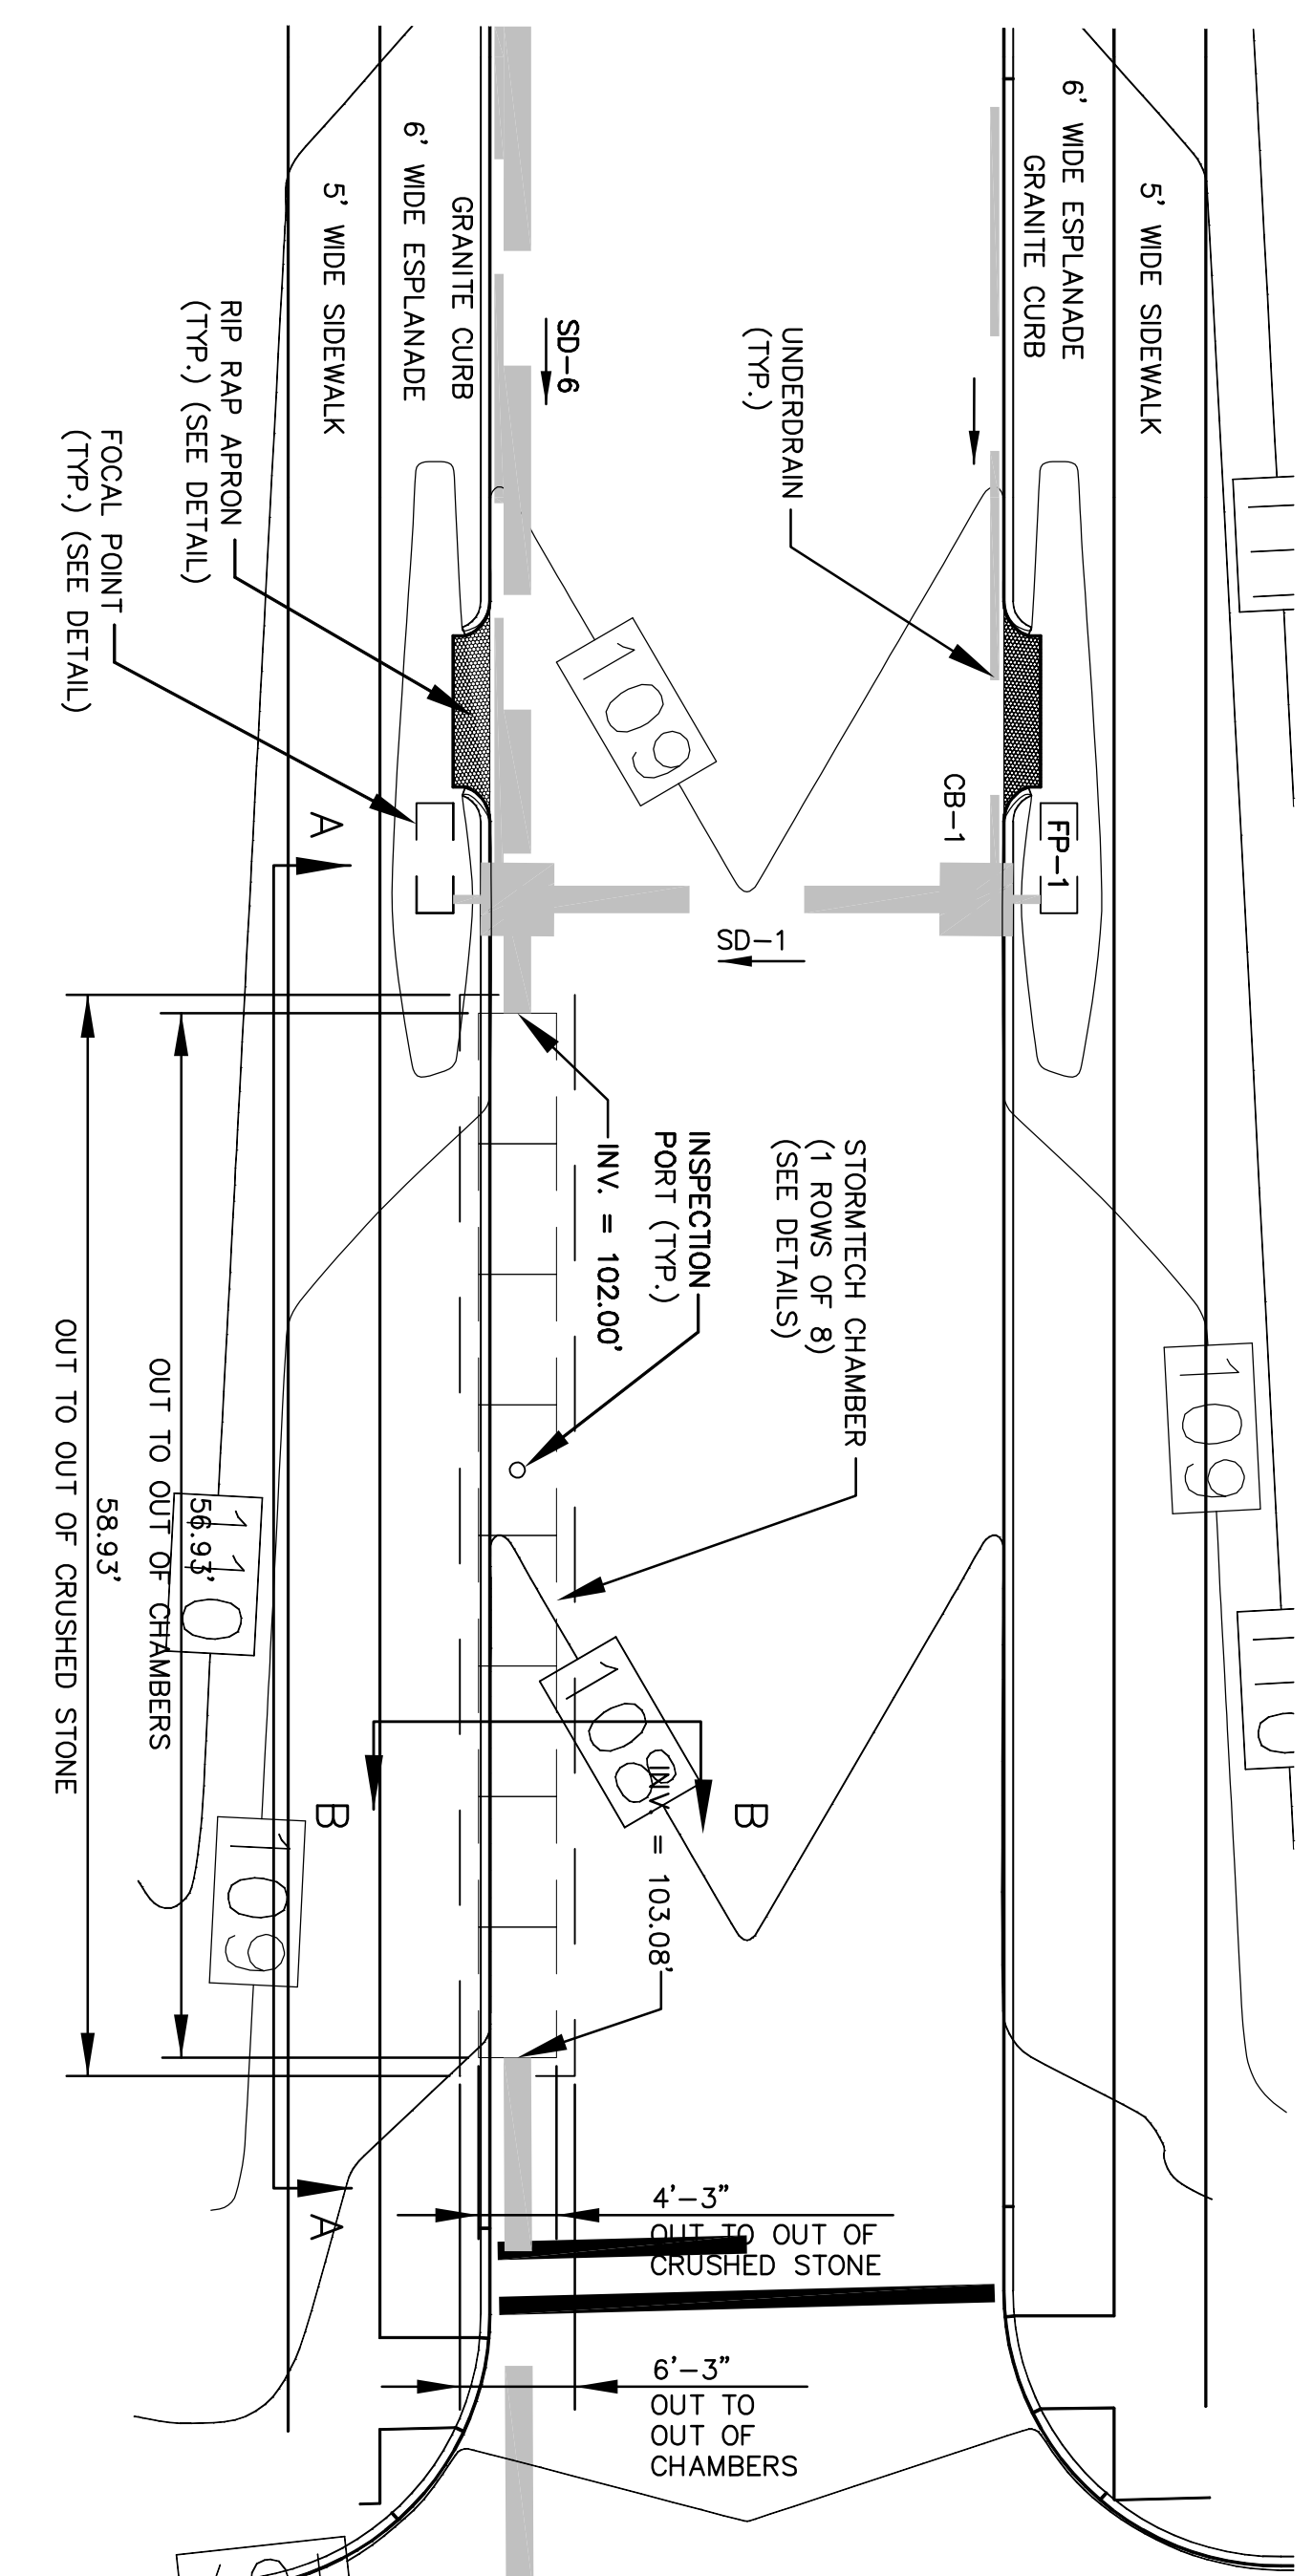 5' WIDE SIDEWALK
6' WIDE ESPLANADE
GRANITE CURB
UNDERDRAIN
(TYP.)
SD-6
GRANITE CURB
6' WIDE ESPLANADE
5' WIDE SIDEWALK
RIP RAP APRON
(TYP.) (SEE DETAIL)
FOCAL POINT
(TYP.) (SEE DETAIL)
109
CB-1
FP-1
SD-1
A
STORMTECH CHAMBER
(1 ROWS OF 8)
(SEE DETAILS)
INSPECTION
PORT (TYP.)
INV. = 102.00'
109
110
110
108
109
56.93'
OUT TO OUT OF CHAMBERS
58.93'
OUT TO OUT OF CRUSHED STONE
B
B
INV. = 103.08'
A
4'-3"
OUT TO OUT OF
CRUSHED STONE
6'-3"
OUT TO
OUT OF
CHAMBERS